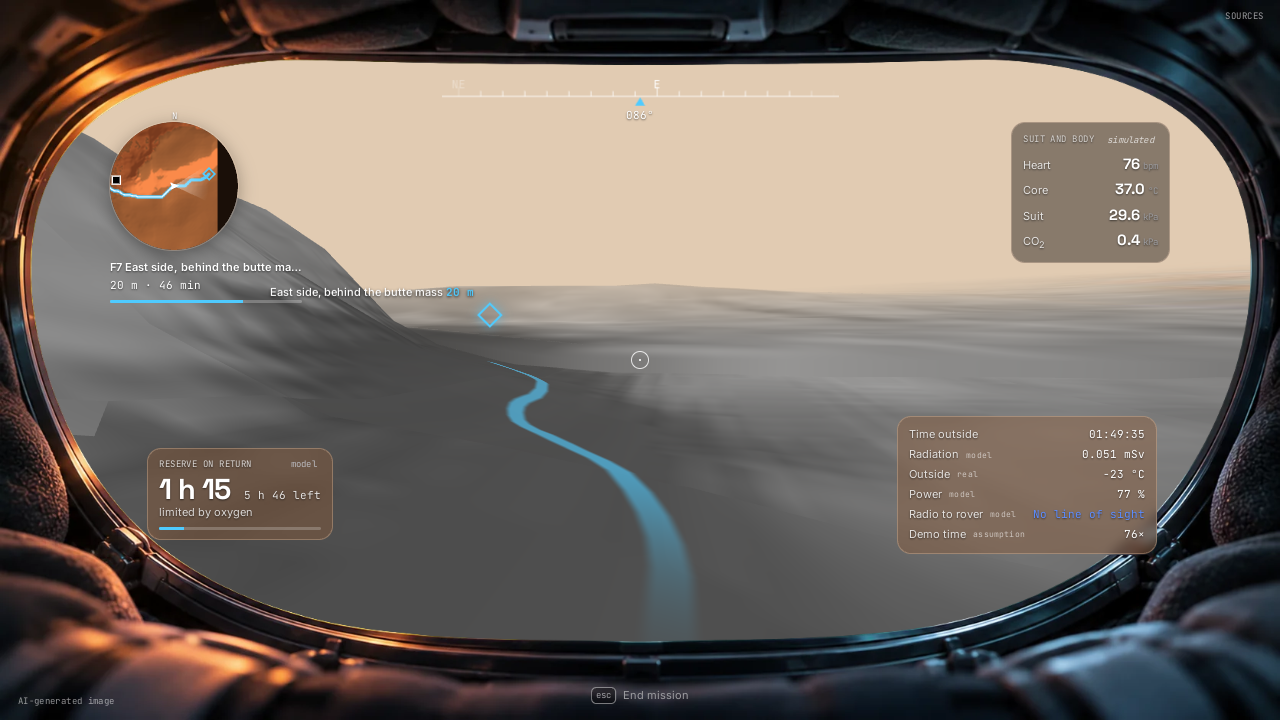 SOURCES
NE E
086°
N
F7 East side, behind the butte ma...
20 m · 46 min
East side, behind the butte mass 20 m
SUIT AND BODY simulated
Heart 76 bpm
Core 37.0 °C
Suit 29.6 kPa
CO2 0.4 kPa
RESERVE ON RETURN model
1 h 15 5 h 46 left
limited by oxygen
Time outside 01:49:35
Radiation model 0.051 mSv
Outside real -23 °C
Power model 77 %
Radio to rover model No line of sight
Demo time assumption 76×
esc End mission
AI-generated image